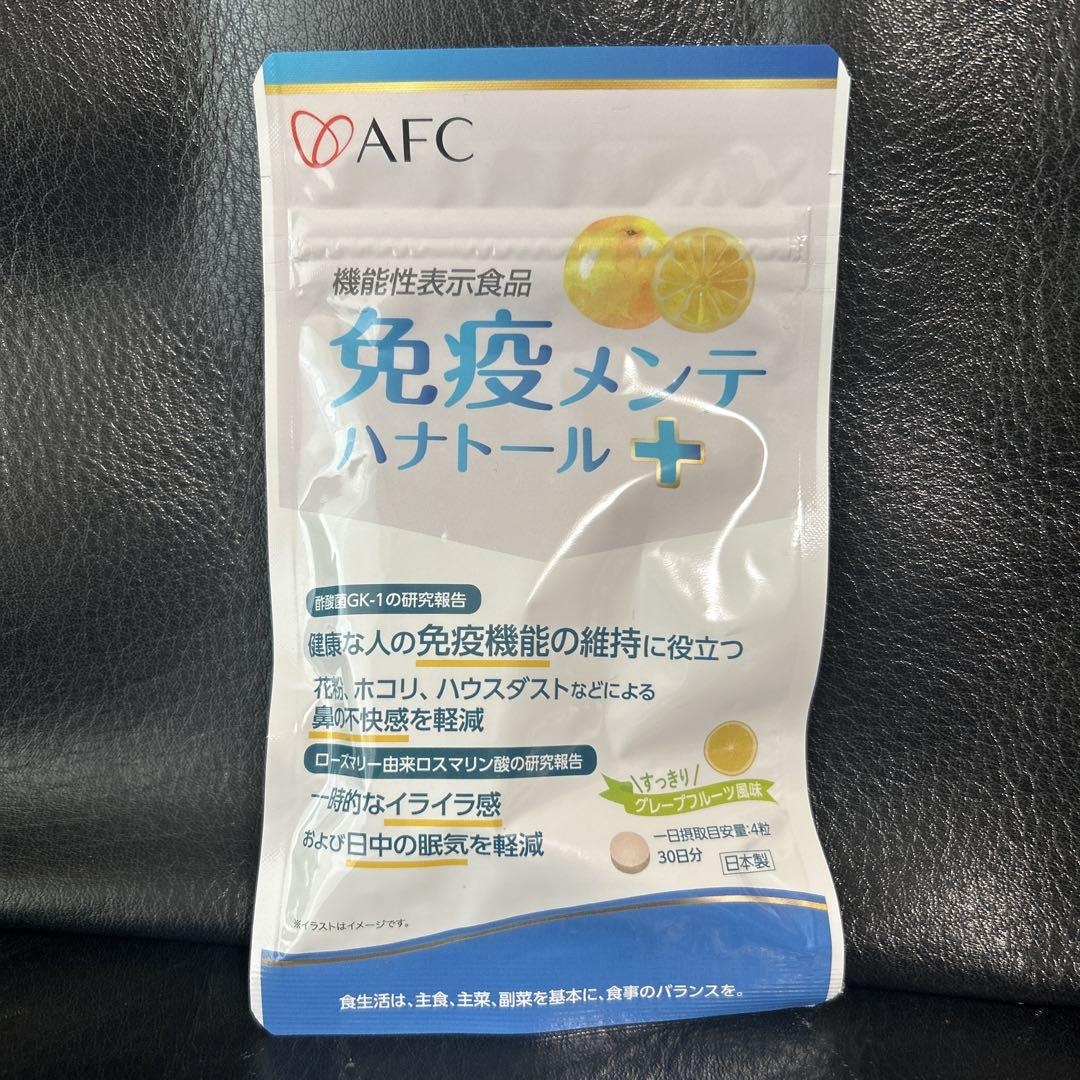 AFC
機能性表示食品
免疫メンテ
ハナトール
酢酸菌GK-1の研究報告
健康な人の免疫機能の維持に役立つ
花粉、ホコリ、ハウスダストなどによる
鼻の不快感を軽減
ローズマリー由来ロスマリン酸の研究報告
一時的なイライラ感
および日中の眠気を軽減
\すっきり/
グレープフルーツ風味
一日摂取目安量:4粒
30日分
日本製
※イラストはイメージです。
食生活は、主食、主菜、副菜を基本に、食事のバランスを。